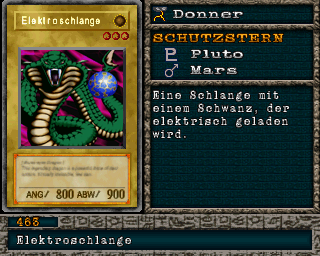 Elektroschlange
ANG/ 800 ABW/ 900
Donner
SCHUTZSTERN
Pluto
Mars
Eine Schlange mit
einem Schwanz, der
elektrisch geladen
wird.
463
Elektroschlange